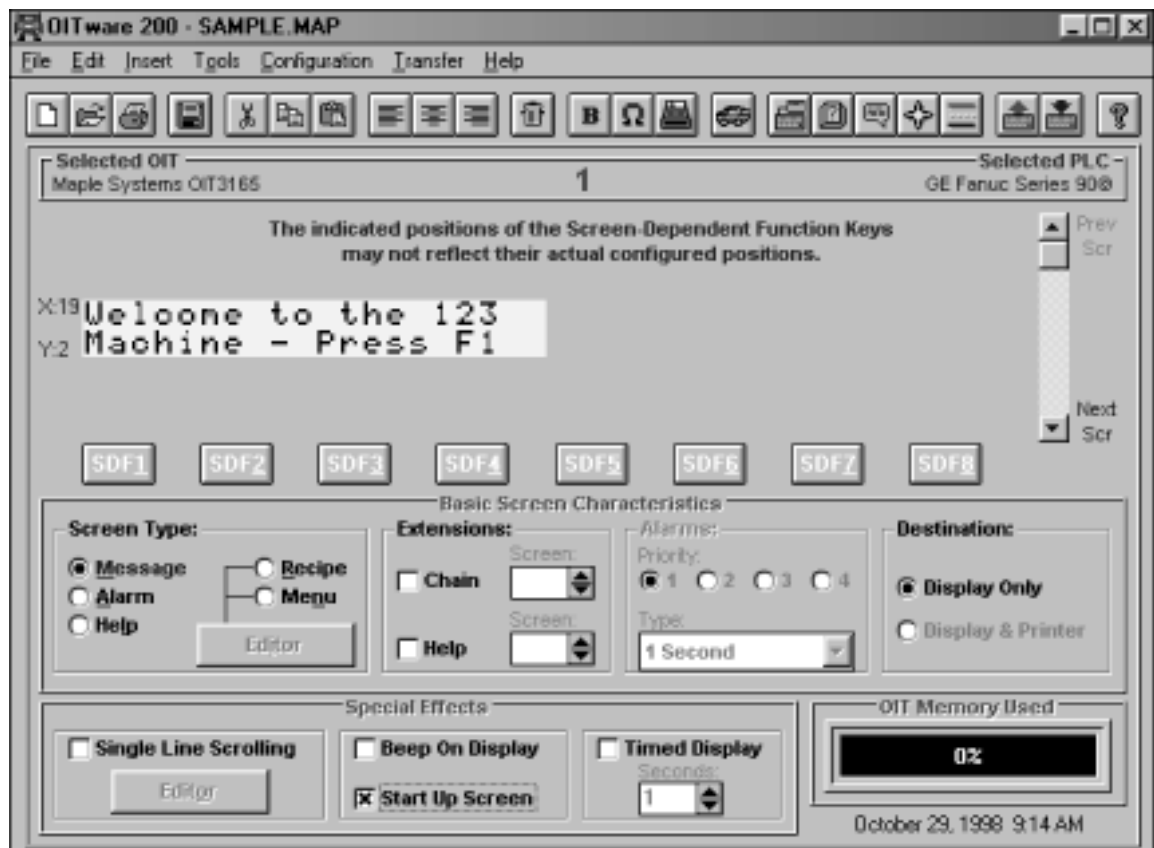 OITware 200 - SAMPLE.MAP
File Edit Insert Tools Configuration Transfer Help
B Ω ?
Selected OIT
Maple Systems OIT3165
1
Selected PLC
GE Fanuc Series 90®
The indicated positions of the Screen-Dependent Function Keys
may not reflect their actual configured positions.
Prev
Scr
X:19
Y:2
Welcome to the 123
Machine - Press F1
Next
Scr
SDF1 SDF2 SDF3 SDF4 SDF5 SDF6 SDF7 SDF8
Basic Screen Characteristics
Screen Type:
Message
Alarm
Help
Recipe
Menu
Editor
Extensions:
Screen:
Chain
Screen:
Help
Alarms:
Priority:
1 2 3 4
Type:
1 Second
Destination:
Display Only
Display & Printer
Special Effects
Single Line Scrolling
Editor
Beep On Display
Start Up Screen
Timed Display
Seconds:
1
OIT Memory Used
0%
October 29, 1998 9:14 AM